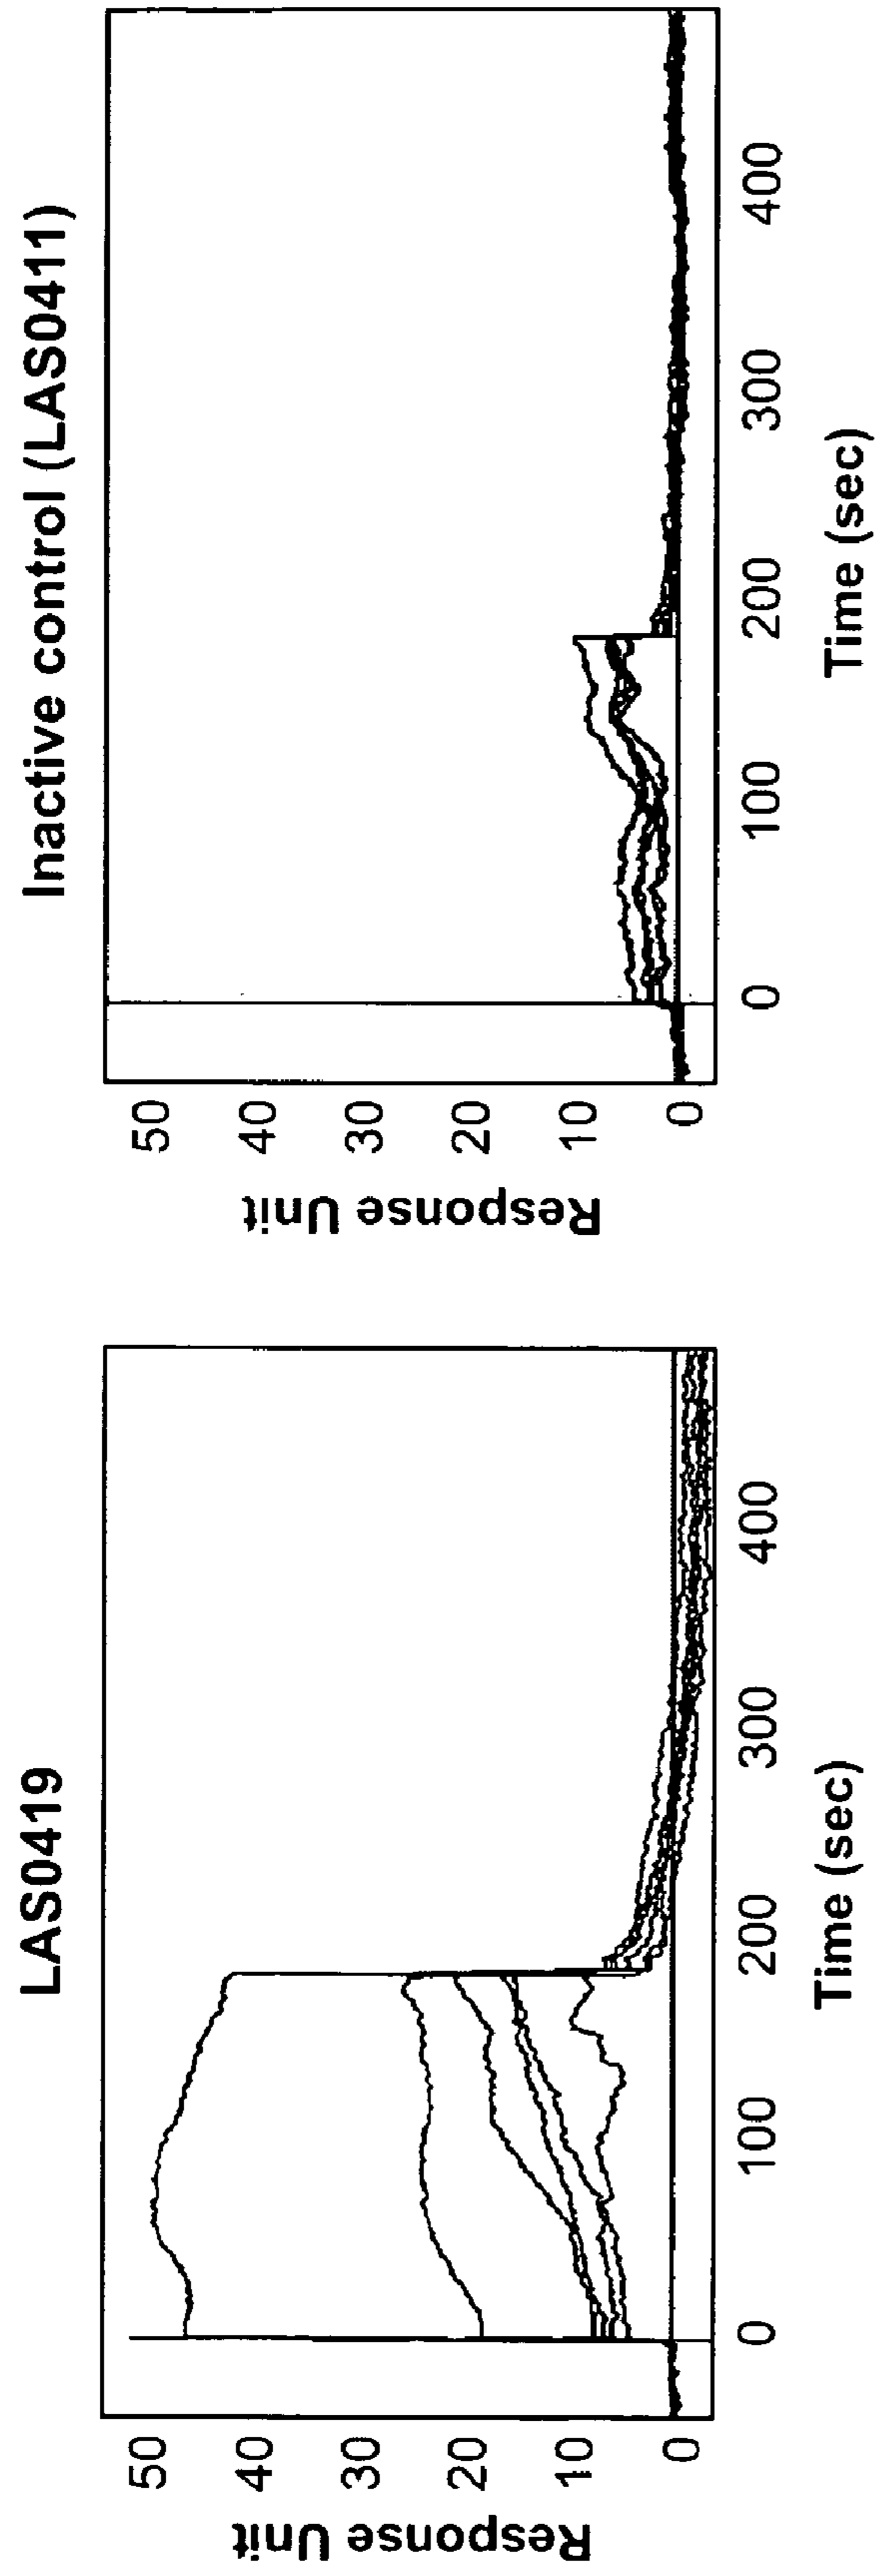 LAS0419
Response Unit
50
40
30
20
10
0
0 100 200 300 400
Time (sec)
Inactive control (LAS0411)
Response Unit
50
40
30
20
10
0
0 100 200 300 400
Time (sec)